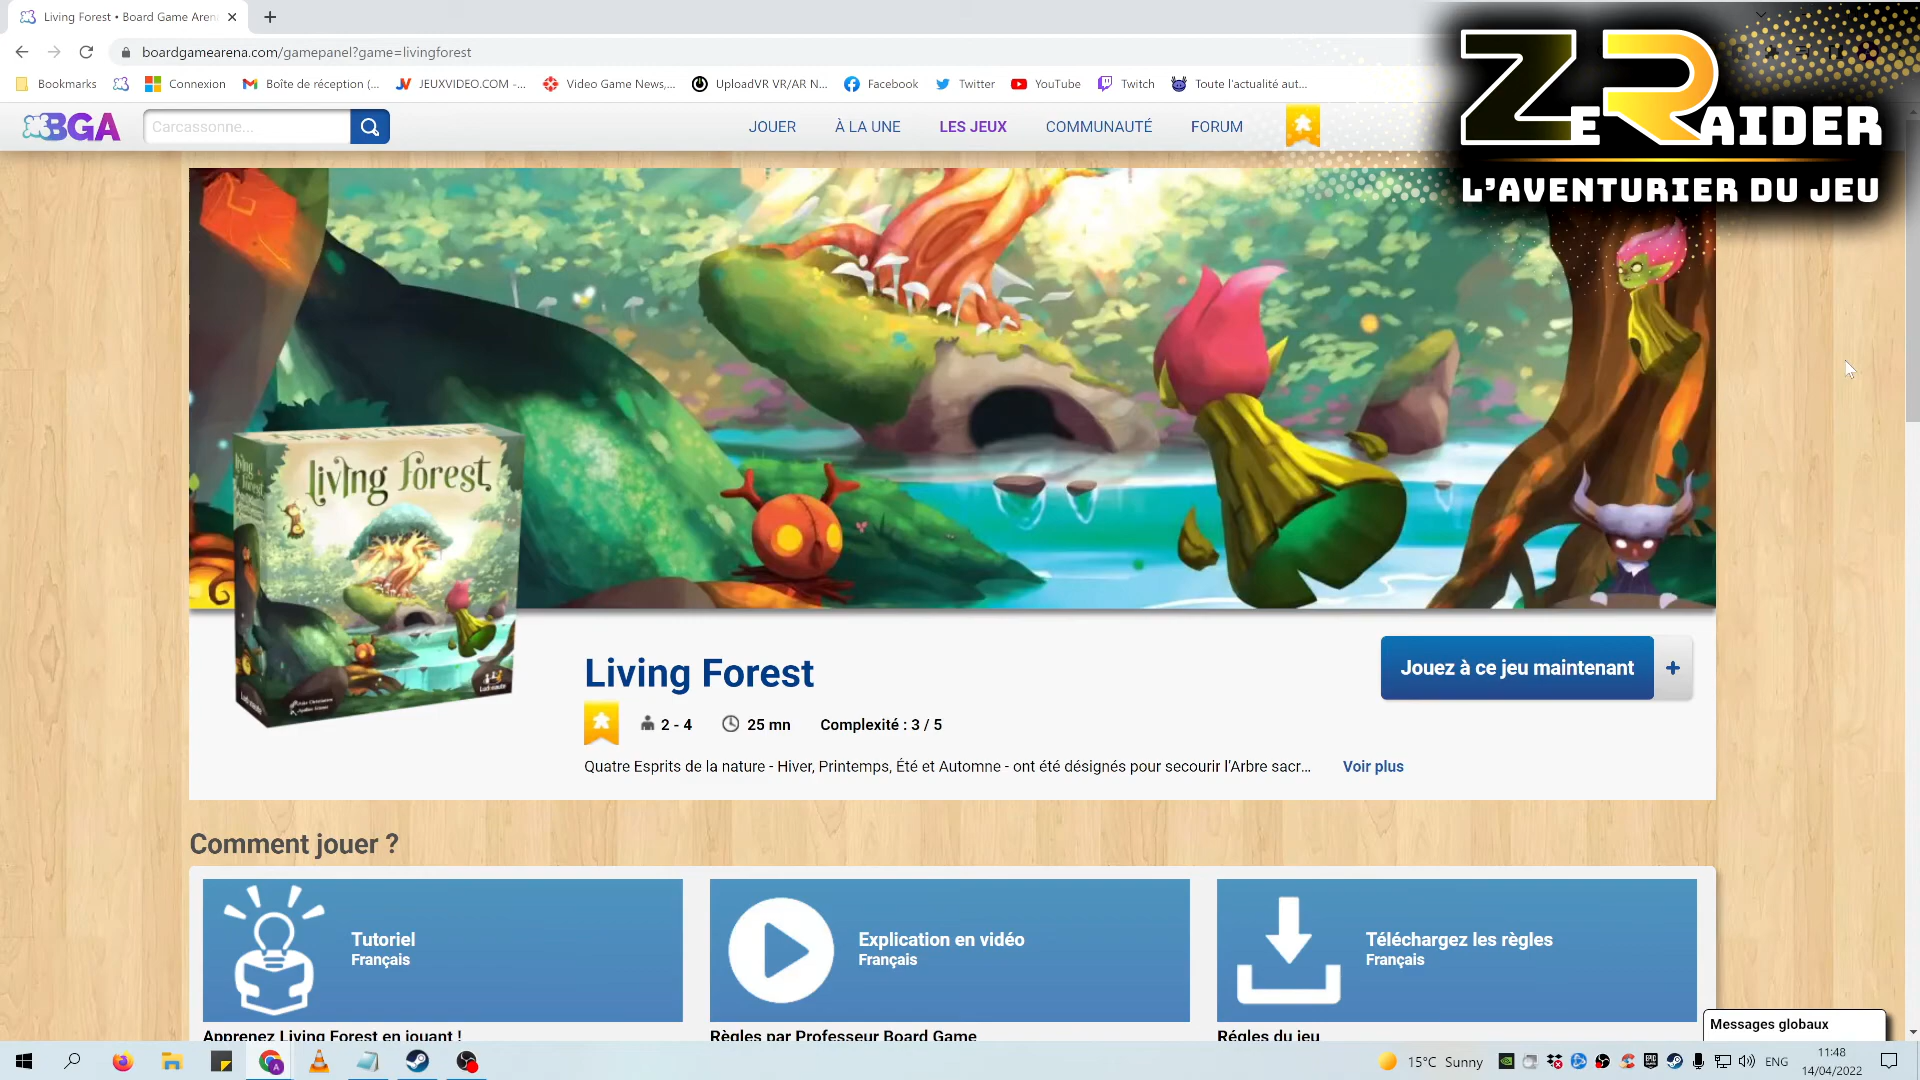 Living Forest • Board Game Aren
boardgamearena.com/gamepanel?game=livingforest
Bookmarks
Connexion
Boîte de réception (...
JEUXVIDEO.COM -...
Video Game News,...
UploadVR VR/AR N...
Facebook
Twitter
YouTube
Twitch
Toute l'actualité aut...
ZeRAIDER
L'AVENTURIER DU JEU
BGA
Carcassonne...
JOUER
À LA UNE
LES JEUX
COMMUNAUTÉ
FORUM
living forest
Living Forest
Jouez à ce jeu maintenant
+
2 - 4
25 mn
Complexité : 3 / 5
Quatre Esprits de la nature - Hiver, Printemps, Été et Automne - ont été désignés pour secourir l'Arbre sacr...
Voir plus
Comment jouer ?
Tutoriel
Français
Explication en vidéo
Français
Téléchargez les règles
Français
Apprenez Living Forest en jouant !
Règles par Professeur Board Game
Régles du jeu
Messages globaux
15°C Sunny
ENG
11:48
14/04/2022